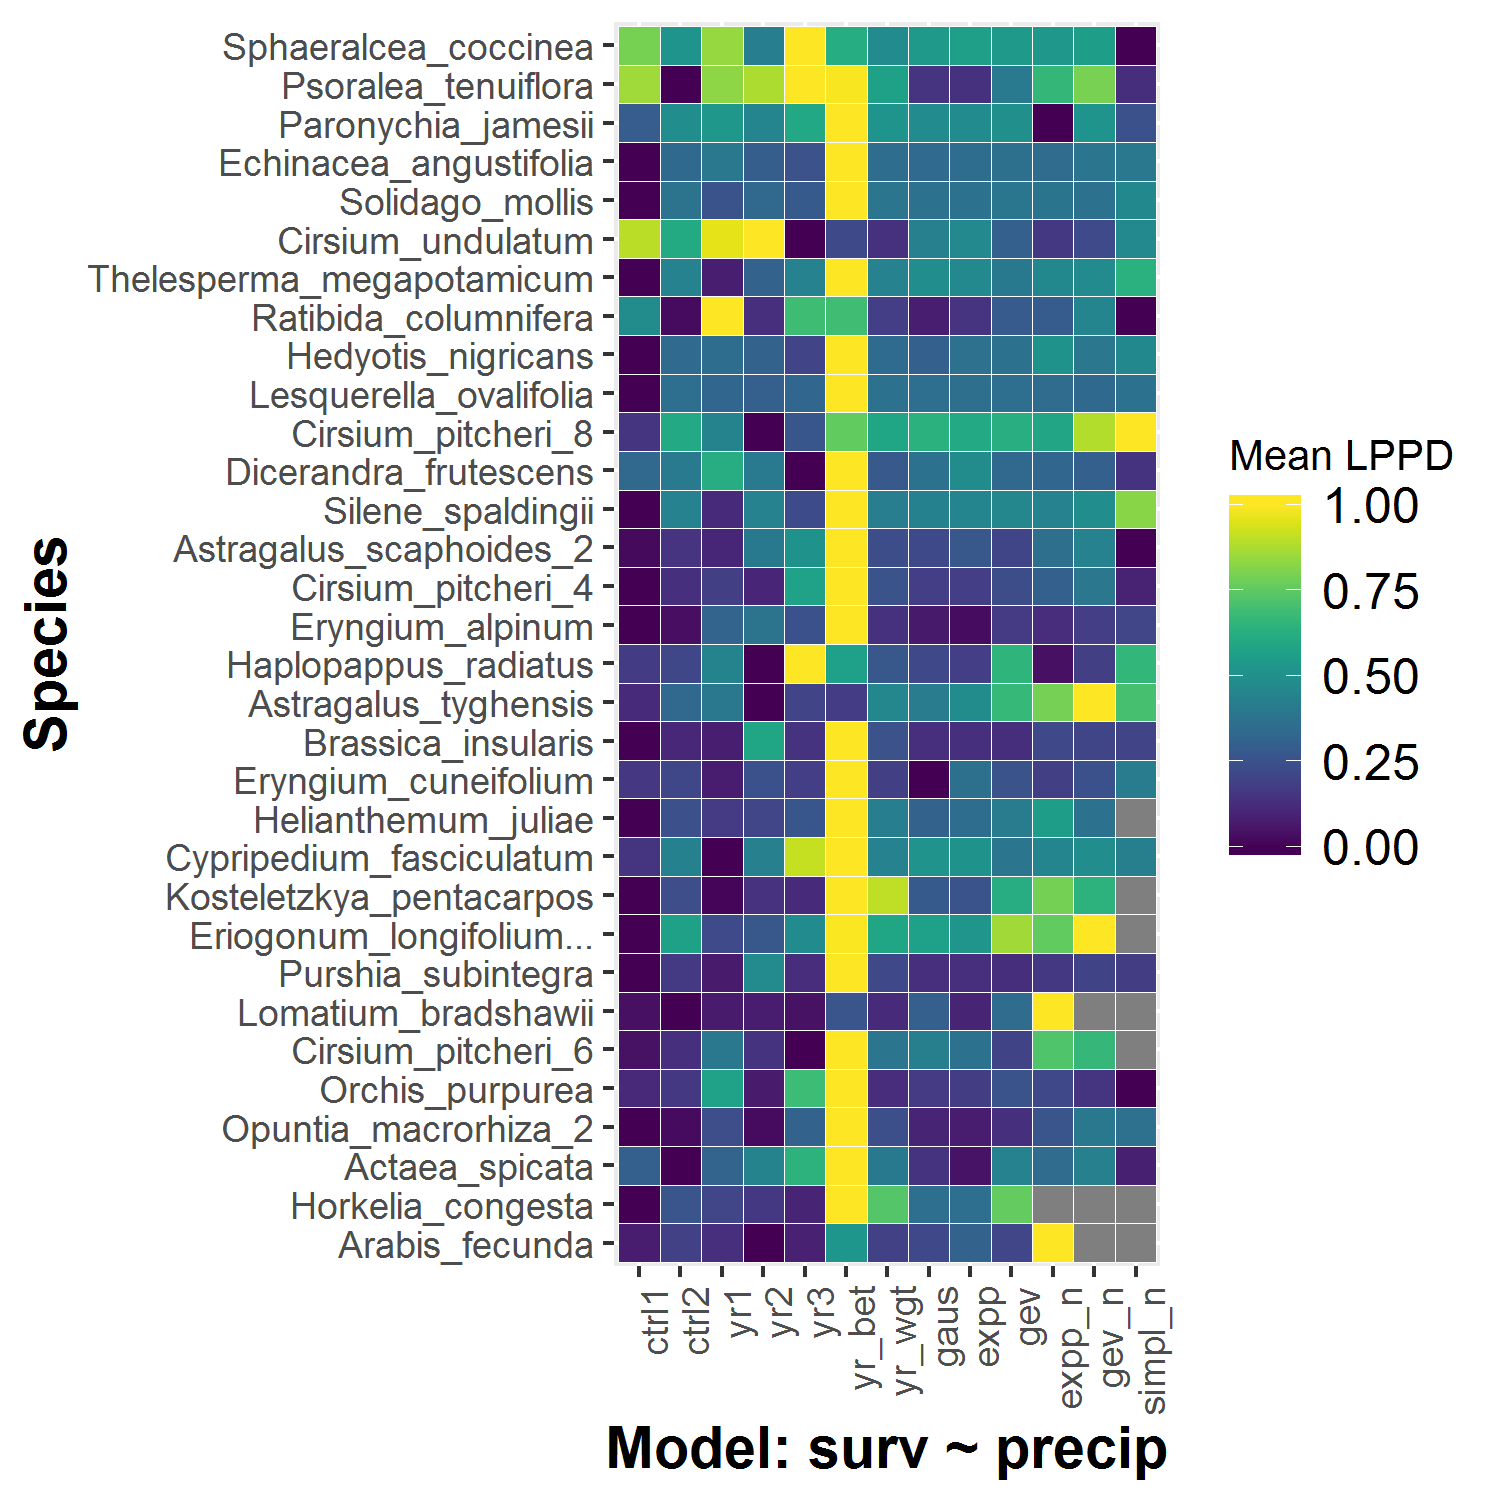 Sphaeralcea_coccinea
Psoralea_tenuiflora
Paronychia_jamesii
Echinacea_angustifolia
Solidago_mollis
Cirsium_undulatum
Thelesperma_megapotamicum
Ratibida_columnifera
Hedyotis_nigricans
Lesquerella_ovalifolia
Cirsium_pitcheri_8
Dicerandra_frutescens
Silene_spaldingii
Astragalus_scaphoides_2
Cirsium_pitcheri_4
Eryngium_alpinum
Haplopappus_radiatus
Astragalus_tyghensis
Brassica_insularis
Eryngium_cuneifolium
Helianthemum_juliae
Cypripedium_fasciculatum
Kosteletzkya_pentacarpos
Eriogonum_longifolium...
Purshia_subintegra
Lomatium_bradshawii
Cirsium_pitcheri_6
Orchis_purpurea
Opuntia_macrorhiza_2
Actaea_spicata
Horkelia_congesta
Arabis_fecunda
Species
ctrl1
ctrl2
yr1
yr2
yr3
yr_bet
yr_wgt
gaus
expp
gev
expp_n
gev_n
simpl_n
Model: surv ~ precip
Mean LPPD
1.00
0.75
0.50
0.25
0.00